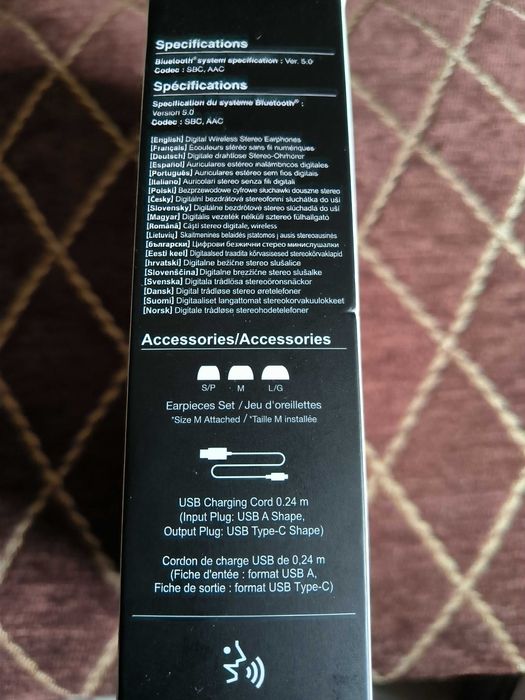 Specifications
Bluetooth® system specification : Ver. 5.0
Codec : SBC, AAC
Spécifications
Specification du système Bluetooth® :
Version 5.0
Codec : SBC, AAC
[English] Digital Wireless Stereo Earphones
[Français] Écouteurs stéréo sans fil numériques
[Deutsch] Digitale drahtlose Stereo-Ohrhörer
[Español] Auriculares estéreo inalámbricos digitales
[Português] Auriculares estéreo sem fios digitais
[Italiano] Auricolari stereo senza fili digitali
[Polski] Bezprzewodowe cyfrowe słuchawki douszne stereo
[Česky] Digitální bezdrátová stereofonní sluchátka do uší
[Slovensky] Digitálne bezdrôtové stereo slúchadlá do uší
[Magyar] Digitális vezeték nélküli sztereó fülhallgató
[Română] Căști stereo digitale, wireless
[Lietuvių] Skaitmeninės belaidės įstatomos į ausis stereoausinės
[български] Цифрови безжични стерео минислушалки
[Eesti keel] Digitaalsed traadita kõrvasisesed stereokõrvaklapid
[hrvatski] Digitalne bežične stereo slušalice
[Slovenščina] Digitalne brezžične stereo slušalke
[Svenska] Digitala trådlösa stereoöronsnäckor
[Dansk] Digital trådløse stereo øretelefoner
[Suomi] Digitaaliset langattomat stereokorvakuulokkeet
[Norsk] Digitale trådløse stereohodetelefoner
Accessories/Accessories
S/P M L/G
Earpieces Set / Jeu d'oreillettes
*Size M Attached / *Taille M installée
USB Charging Cord 0.24 m
(Input Plug: USB A Shape,
Output Plug: USB Type-C Shape)
Cordon de charge USB de 0,24 m
(Fiche d'entée : format USB A,
Fiche de sortie : format USB Type-C)